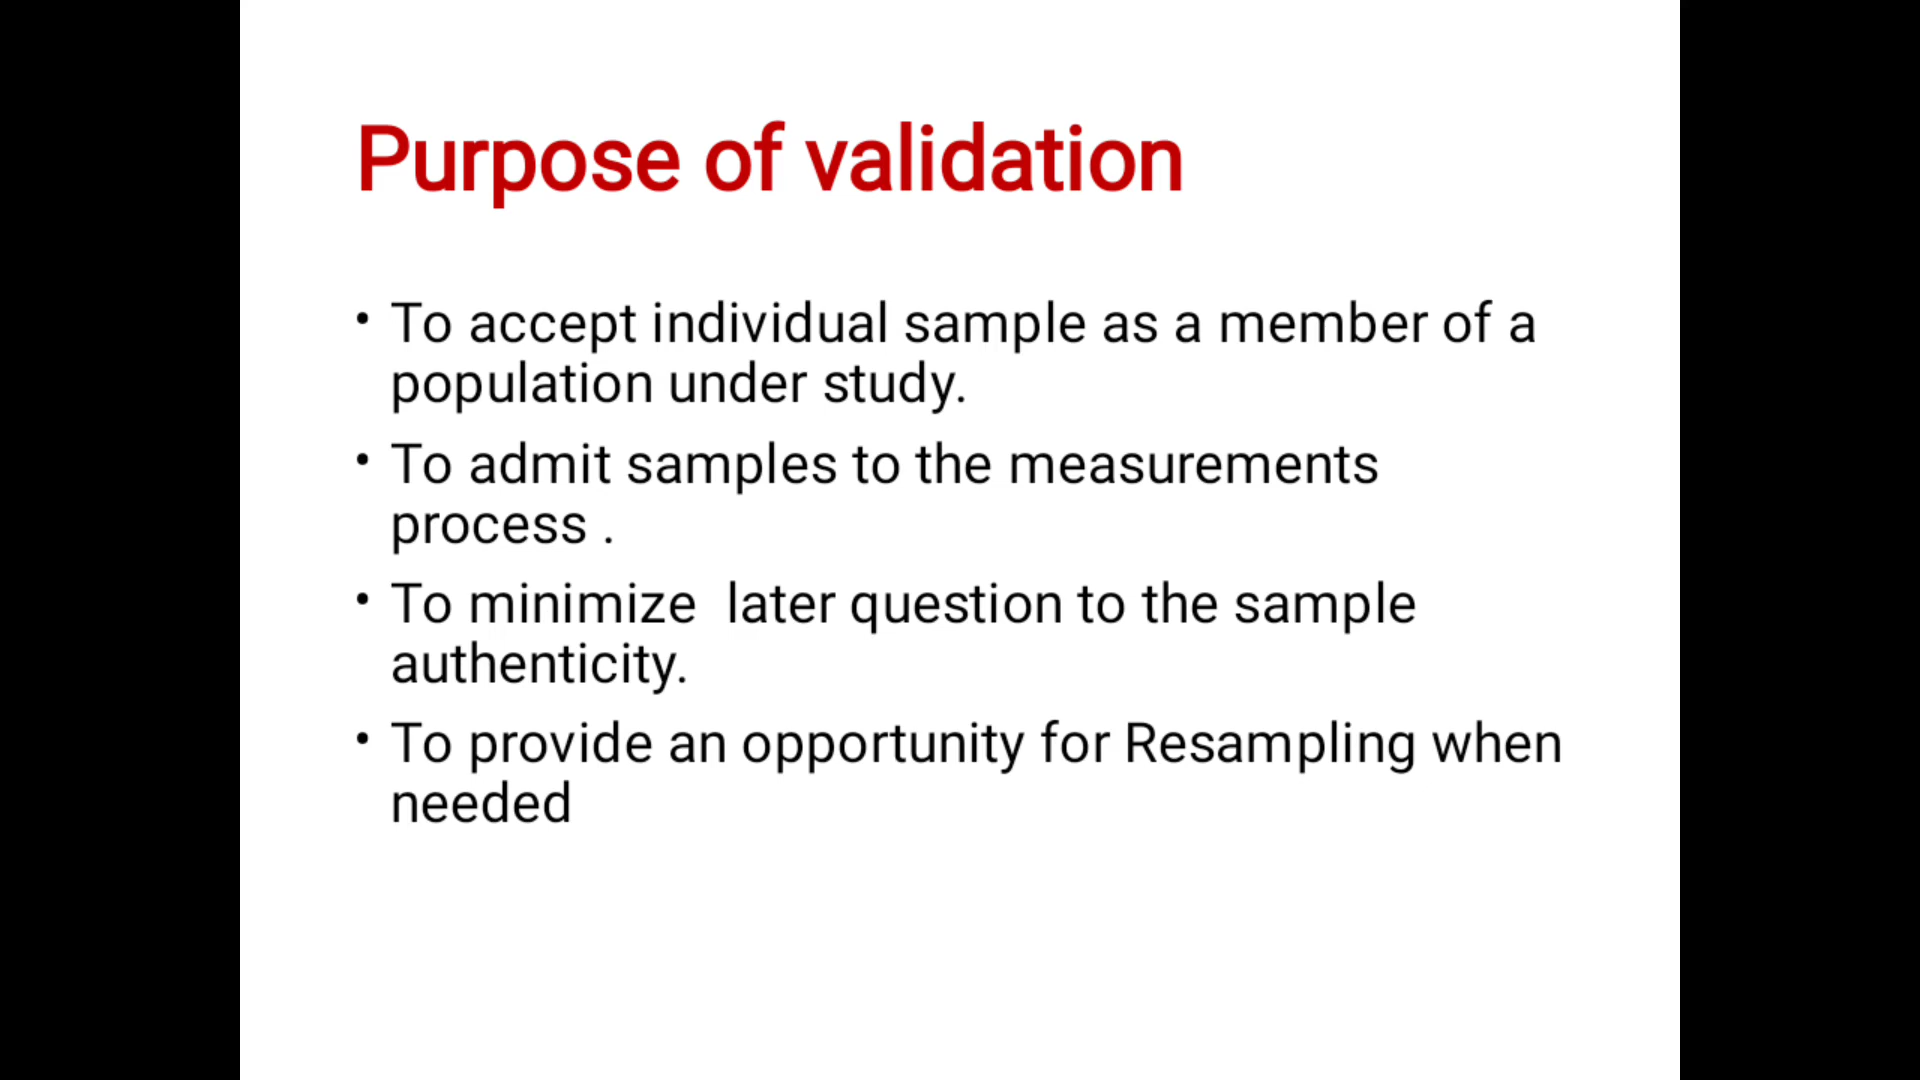 Purpose of validation
• To accept individual sample as a member of a
population under study.
• To admit samples to the measurements
process .
• To minimize  later question to the sample
authenticity.
• To provide an opportunity for Resampling when
needed